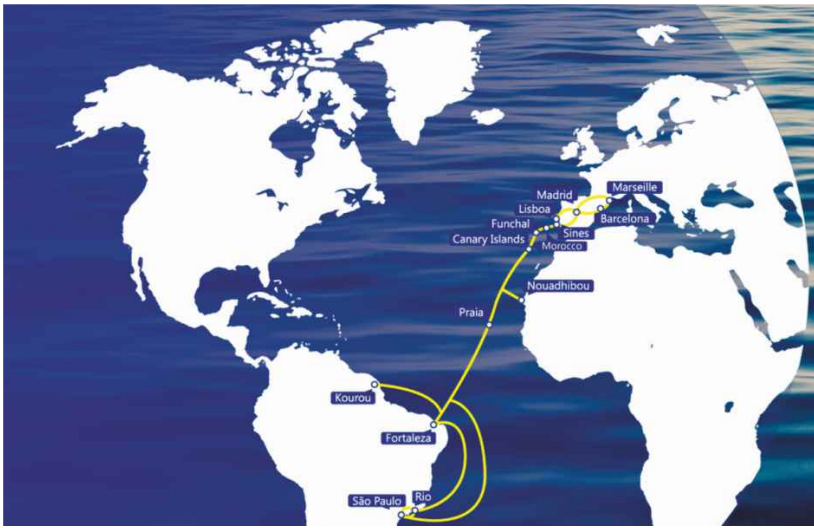 Madrid
Marseille
Lisboa
Barcelona
Funchal
Sines
Canary Islands
Morocco
Nouadhibou
Praia
Kourou
Fortaleza
São Paulo
Rio